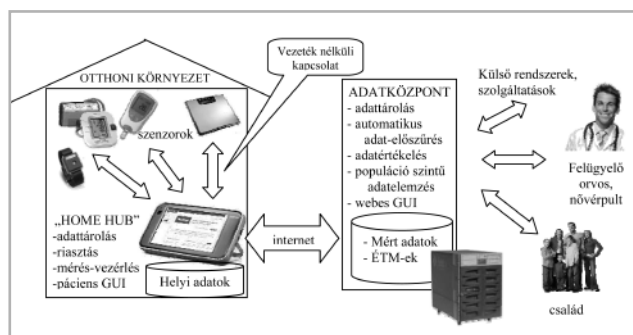 Vezeték nélküli
kapcsolat
OTTHONI KÖRNYEZET
szenzorok
„HOME HUB”
-adattárolás
-riasztás
-mérés-vezérlés
-páciens GUI
Helyi adatok
internet
ADATKÖZPONT
- adattárolás
- automatikus
adat-előszűrés
- adatértékelés
- populáció szintű
adatelemzés
- webes GUI
- Mért adatok
- ÉTM-ek
Külső rendszerek,
szolgáltatások
Felügyelő
orvos,
nővérpult
család